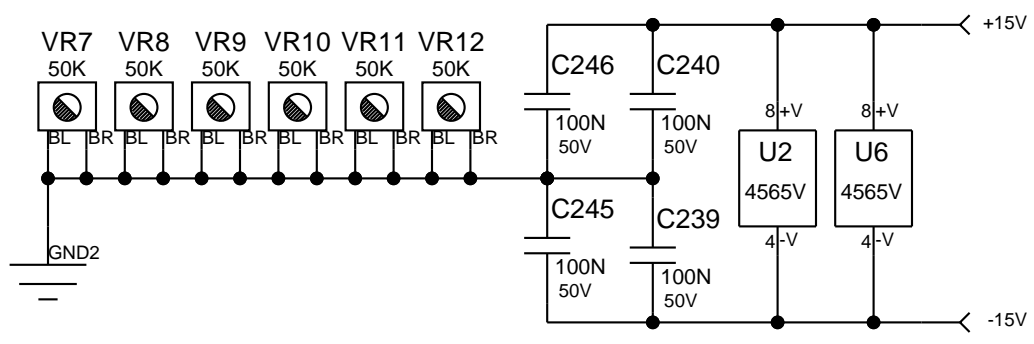 +15V
VR7 VR8 VR9 VR10 VR11 VR12
50K 50K 50K 50K 50K 50K
C246 C240
8 +V 8 +V
100N 100N
50V 50V
BL BR BL BR BL BR BL BR BL BR BL BR
U2 U6
4565V 4565V
C245 C239
4 -V 4 -V
GND2
100N 100N
50V 50V
-15V